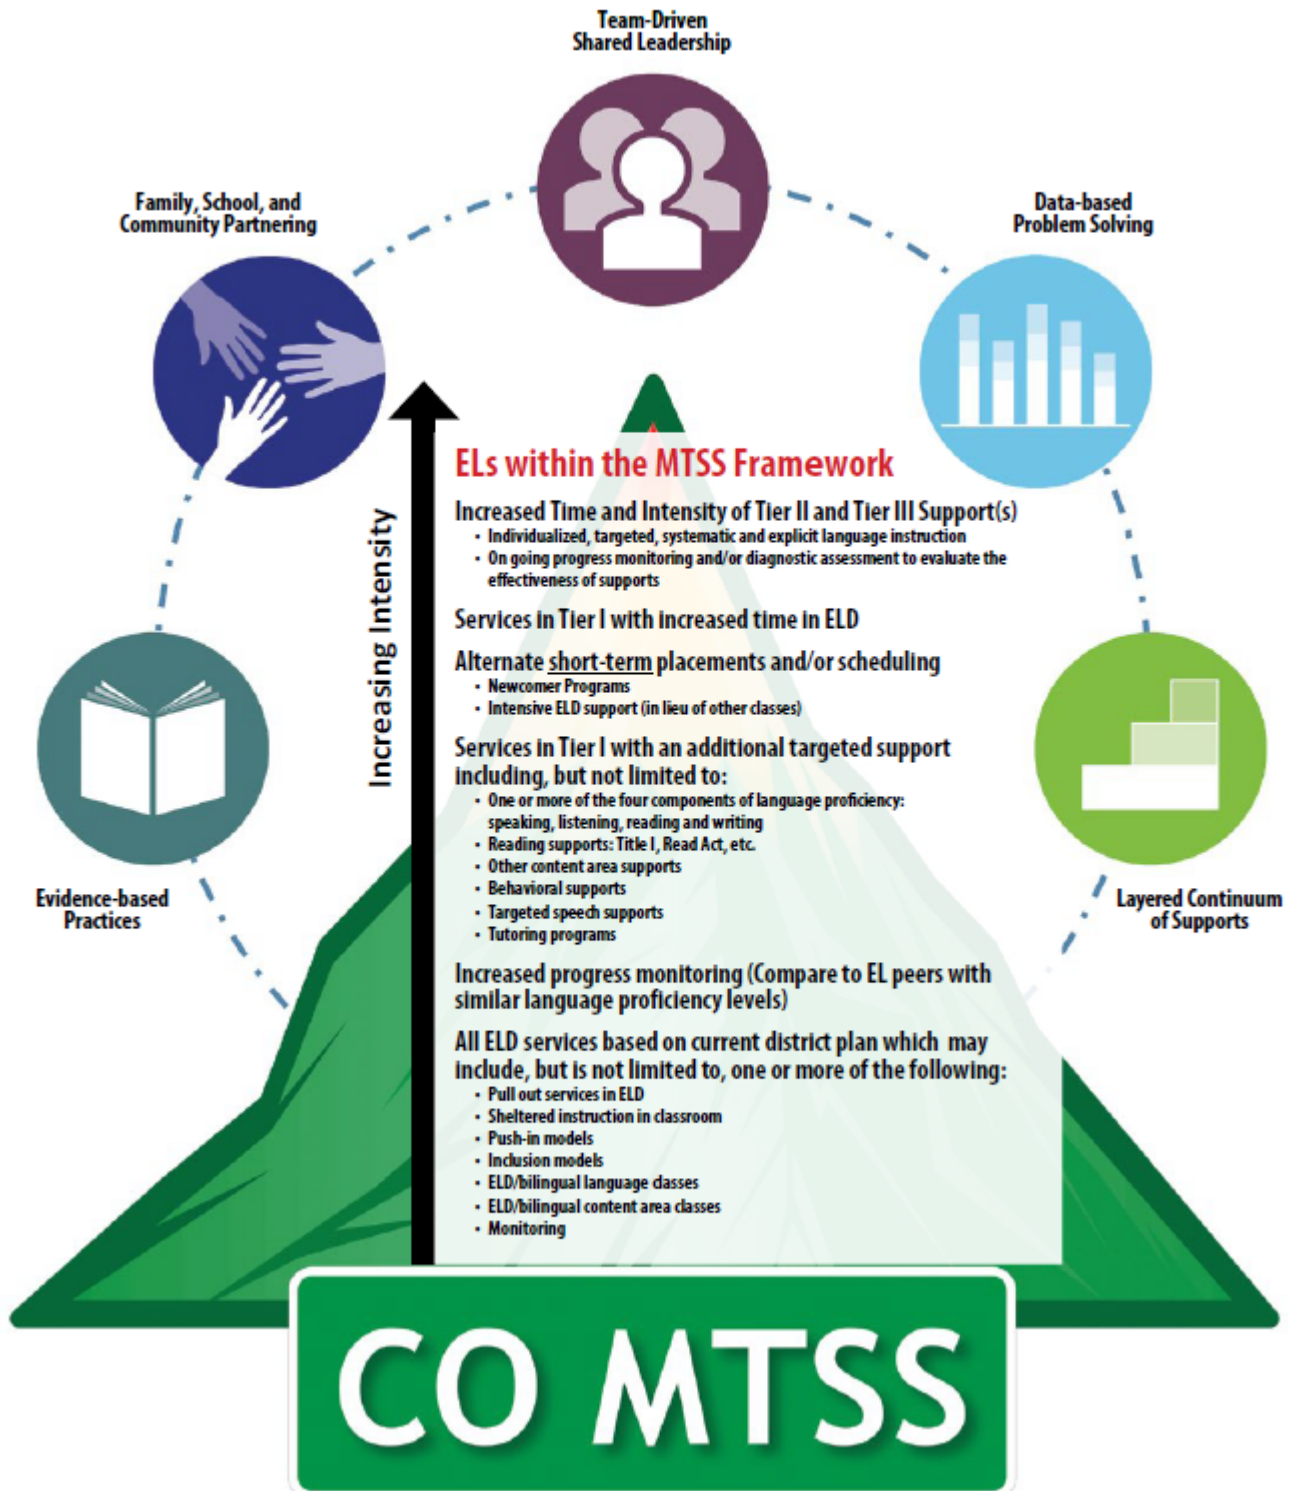 Team-Driven
Shared Leadership
Family, School, and
Community Partnering
Data-based
Problem Solving
ELs within the MTSS Framework
Increasing Intensity
Increased Time and Intensity of Tier II and Tier III Support(s)
• Individualized, targeted, systematic and explicit language instruction
• On going progress monitoring and/or diagnostic assessment to evaluate the
effectiveness of supports
Services in Tier I with increased time in ELD
Alternate short-term placements and/or scheduling
• Newcomer Programs
• Intensive ELD support (in lieu of other classes)
Services in Tier I with an additional targeted support
including, but not limited to:
• One or more of the four components of language proficiency:
speaking, listening, reading and writing
• Reading supports: Title I, Read Act, etc.
• Other content area supports
• Behavioral supports
• Targeted speech supports
• Tutoring programs
Evidence-based
Practices
Layered Continuum
of Supports
Increased progress monitoring (Compare to EL peers with
similar language proficiency levels)
All ELD services based on current district plan which may
include, but is not limited to, one or more of the following:
• Pull out services in ELD
• Sheltered instruction in classroom
• Push-in models
• Inclusion models
• ELD/bilingual language classes
• ELD/bilingual content area classes
• Monitoring
CO MTSS